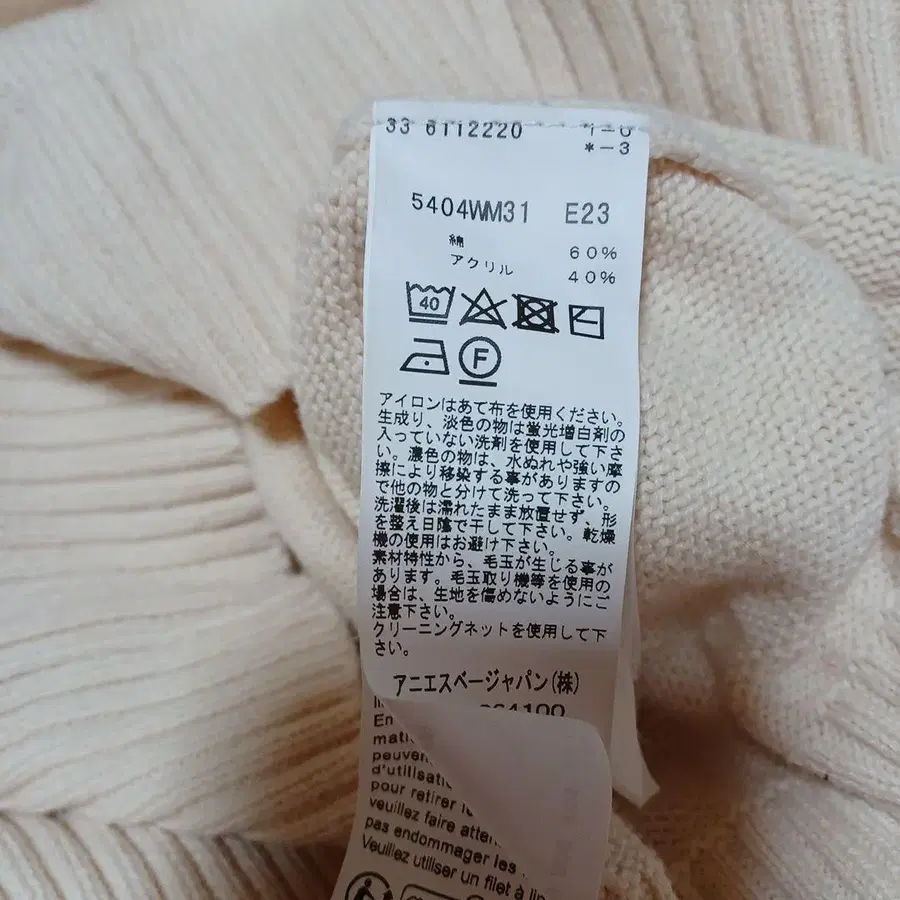 33 6112220
*-3
5404WM31 E23
綿 60%
アクリル 40%
40
F
アイロンはあて布を使用ください。
生成り、淡色の物は蛍光増白剤の
入っていない洗剤を使用して下さ
い。濃色の物は、水ぬれや強い摩
擦により移染する事がありますの
で他の物と分けて洗って下さい。
洗濯後は濡れたまま放置せず、形
を整え日陰で干して下さい。乾燥
機の使用はお避け下さい。
素材特性から、毛玉が生じる事が
あります。毛玉取り機等を使用の
場合は、生地を傷めないようにご
注意下さい。
クリーニングネットを使用して下
さい。
アニエスベージャパン(株)
En
mati
peuven
d'utilisati
pour retirer le
veuillez faire atten
pas endommager les
Veuillez utiliser un filet à lin